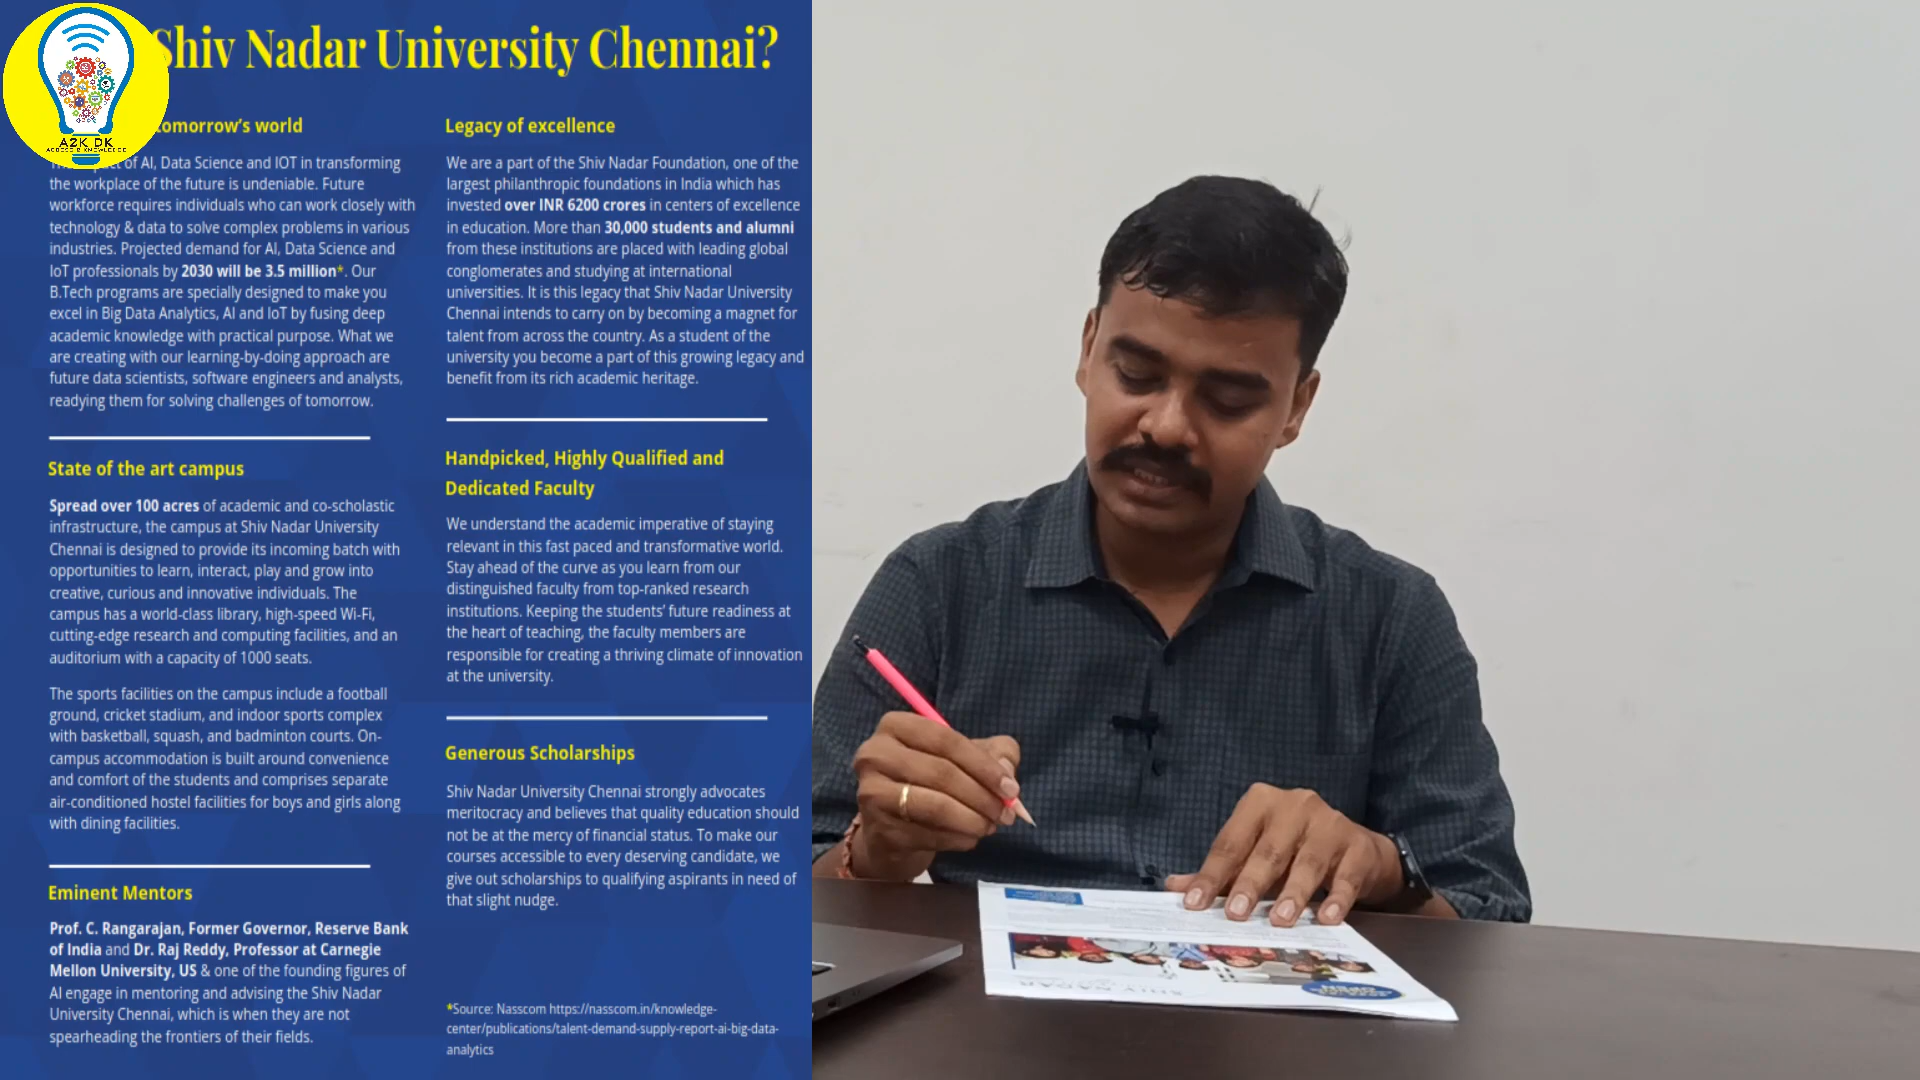 Shiv Nadar University Chennai?
A2K DK
tomorrow's world
of AI, Data Science and IOT in transforming
the workplace of the future is undeniable. Future
workforce requires individuals who can work closely with
technology & data to solve complex problems in various
industries. Projected demand for AI, Data Science and
IoT professionals by 2030 will be 3.5 million*. Our
B.Tech programs are specially designed to make you
excel in Big Data Analytics, AI and IoT by fusing deep
academic knowledge with practical purpose. What we
are creating with our learning-by-doing approach are
future data scientists, software engineers and analysts,
readying them for solving challenges of tomorrow.
State of the art campus
Spread over 100 acres of academic and co-scholastic
infrastructure, the campus at Shiv Nadar University
Chennai is designed to provide its incoming batch with
opportunities to learn, interact, play and grow into
creative, curious and innovative individuals. The
campus has a world-class library, high-speed Wi-Fi,
cutting-edge research and computing facilities, and an
auditorium with a capacity of 1000 seats.
The sports facilities on the campus include a football
ground, cricket stadium, and indoor sports complex
with basketball, squash, and badminton courts. On-
campus accommodation is built around convenience
and comfort of the students and comprises separate
air-conditioned hostel facilities for boys and girls along
with dining facilities.
Eminent Mentors
Prof. C. Rangarajan, Former Governor, Reserve Bank
of India and Dr. Raj Reddy, Professor at Carnegie
Mellon University, US & one of the founding figures of
AI engage in mentoring and advising the Shiv Nadar
University Chennai, which is when they are not
spearheading the frontiers of their fields.
Legacy of excellence
We are a part of the Shiv Nadar Foundation, one of the
largest philanthropic foundations in India which has
invested over INR 6200 crores in centers of excellence
in education. More than 30,000 students and alumni
from these institutions are placed with leading global
conglomerates and studying at international
universities. It is this legacy that Shiv Nadar University
Chennai intends to carry on by becoming a magnet for
talent from across the country. As a student of the
university you become a part of this growing legacy and
benefit from its rich academic heritage.
Handpicked, Highly Qualified and
Dedicated Faculty
We understand the academic imperative of staying
relevant in this fast paced and transformative world.
Stay ahead of the curve as you learn from our
distinguished faculty from top-ranked research
institutions. Keeping the students' future readiness at
the heart of teaching, the faculty members are
responsible for creating a thriving climate of innovation
at the university.
Generous Scholarships
Shiv Nadar University Chennai strongly advocates
meritocracy and believes that quality education should
not be at the mercy of financial status. To make our
courses accessible to every deserving candidate, we
give out scholarships to qualifying aspirants in need of
that slight nudge.
*Source: Nasscom https://nasscom.in/knowledge-
center/publications/talent-demand-supply-report-ai-big-data-
analytics
SHIV NADAR